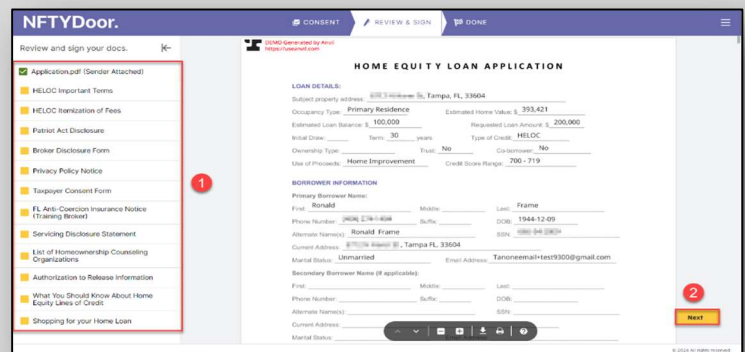 NFTYDoor.
CONSENT
REVIEW & SIGN
DONE
Review and sign your docs.
Application.pdf (Sender Attached)
HELOC Important Terms
HELOC Itemization of Fees
Patriot Act Disclosure
Broker Disclosure Form
Privacy Policy Notice
Taxpayer Consent Form
FL Anti-Coercion Insurance Notice
(Training Broker)
Servicing Disclosure Statement
List of Homeownership Counseling
Organizations
Authorization to Release Information
What You Should Know About Home
Equity Lines of Credit
Shopping for your Home Loan
1
DEMO Generated by Anvil
https://useanvil.com
HOME EQUITY LOAN APPLICATION
LOAN DETAILS:
Subject property address: Tampa, FL, 33604
Occupancy Type: Primary Residence Estimated Home Value: $ 393,421
Estimated Loan Balance: $ 100,000 Requested Loan Amount: $ 200,000
Initial Draw: Term: 30 years Type of Credit: HELOC
Ownership Type: Trust: No Co-borrower: No
Use of Proceeds: Home Improvement Credit Score Range: 700 - 719
BORROWER INFORMATION
Primary Borrower Name:
First: Ronald Middle: Last: Frame
Phone Number: Suffix: DOB: 1944-12-09
Alternate Name(s): Ronald Frame SSN:
Current Address: , Tampa FL, 33604
Marital Status: Unmarried Email Address: Tanoneemail+test9300@gmail.com
Secondary Borrower Name (if applicable):
First: Middle: Last:
Phone Number: Suffix: DOB:
Alternate Name(s): SSN:
Current Address:
Marital Status:
2
Next
© 2024 All rights reserved